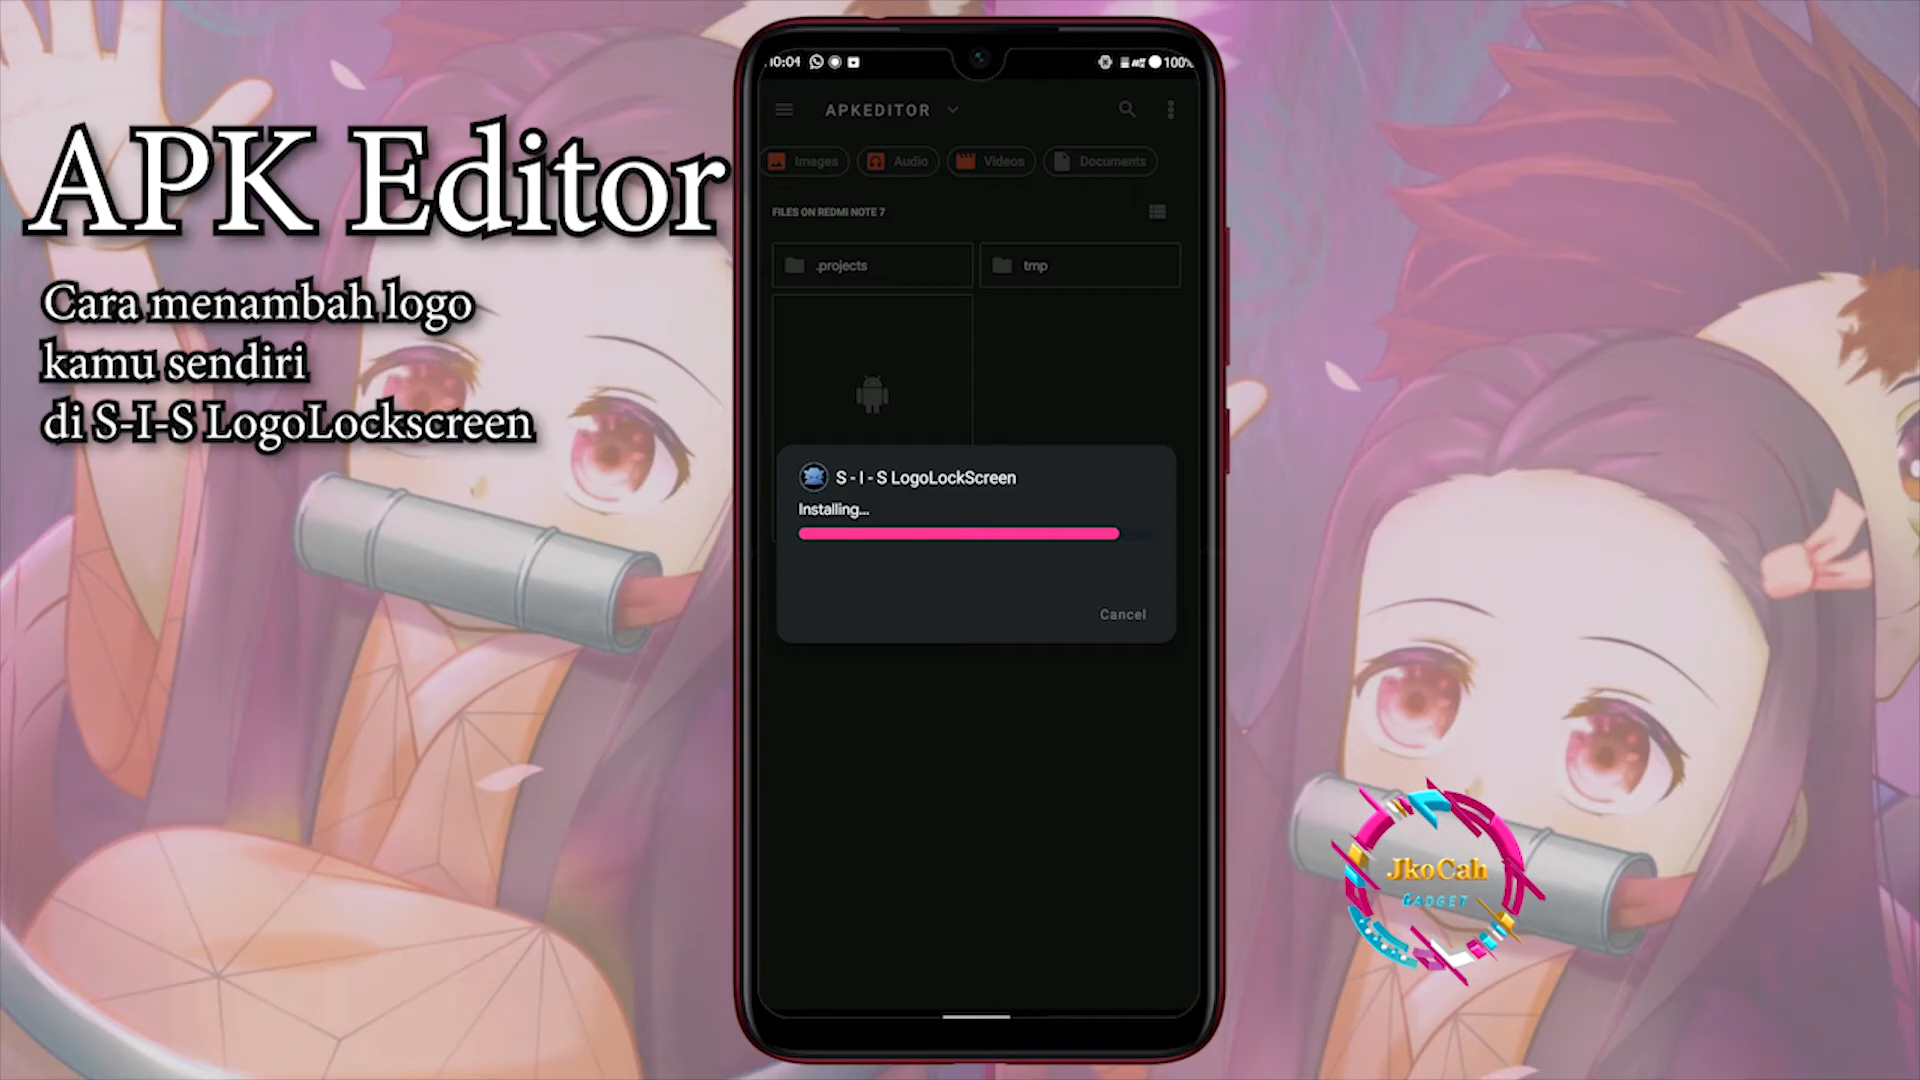 APK Editor
Cara menambah logo
kamu sendiri
di S-I-S LogoLockscreen
10:04
100%
APKEDITOR
Images
Audio
Videos
Documents
FILES ON REDMI NOTE 7
.projects
tmp
S - I - S LogoLockScreen
Installing...
Cancel
JkoCah
GADGET